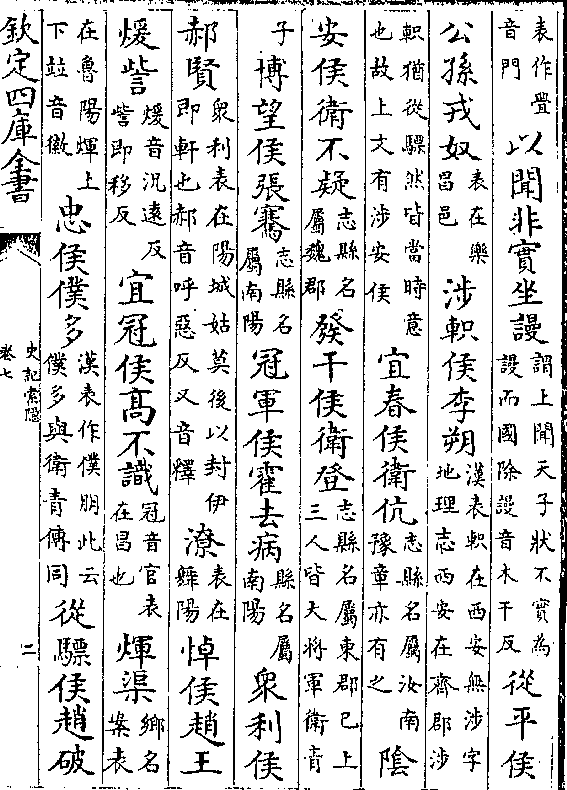 表作亹音門以聞非實坐謾謂上聞天子狀不實為謾而國除謾音木干反從平侯
公孫戎奴表在樂昌邑涉軹侯李朔漢表軹在西安無涉字地理志西安在齊郡涉
軹猶從驃然皆當時意也故上文有涉安侯宜春侯衛伉志縣名屬汝南豫章亦有之陰
安侯衛不疑志縣名屬魏郡發干侯衛登志縣名屬東郡已上三人皆大將軍衛青
子博望侯張騫志縣名屬南陽冠軍侯霍去病縣名屬南陽衆利侯
郝賢衆利表在陽城姑莫後以封伊即軒也郝音呼惡反又音釋潦表在舞陽悼侯趙王
煖訾煖音況遠反訾即移反宜冠侯高不識冠音官表在昌也煇渠鄉名案表
在魯陽煇上下竝音徽忠侯僕多漢表作僕朋此云僕多與衛青傳同從驃侯趙破
欽定四庫全書
史記索隱
卷七
二